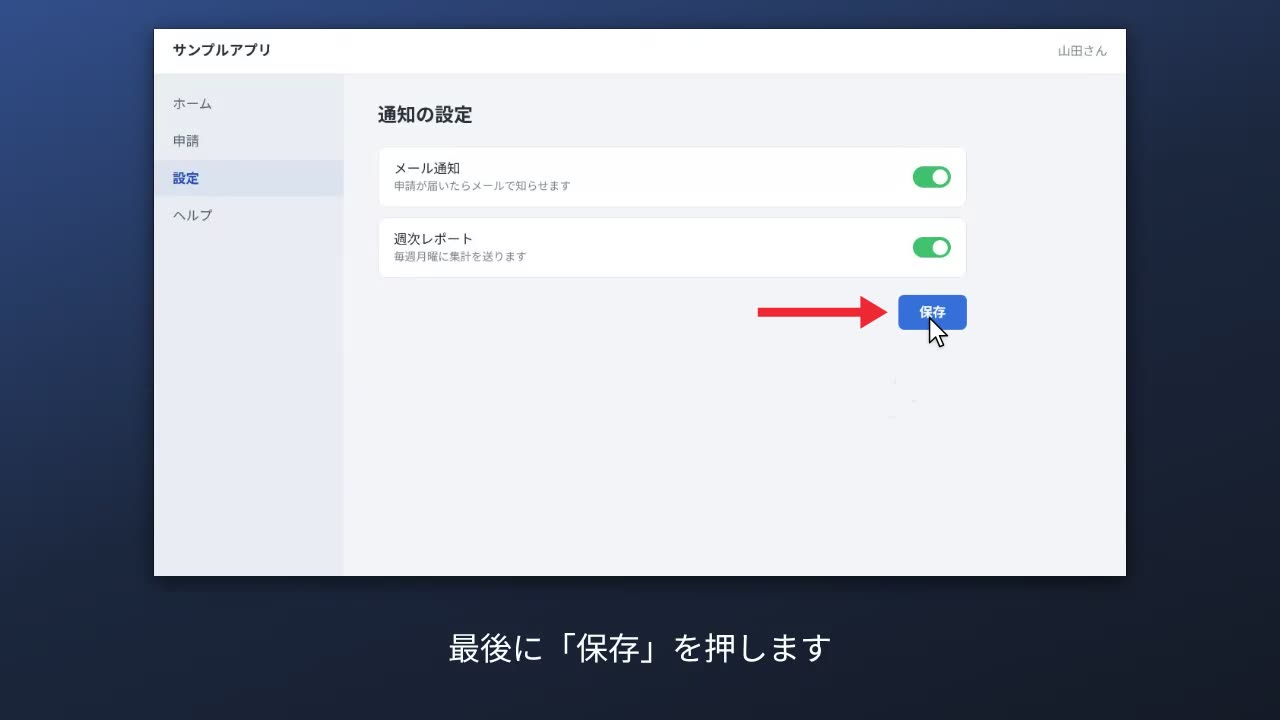 サンプルアプリ
山田さん
ホーム
申請
設定
ヘルプ
通知の設定
メール通知
申請が届いたらメールで知らせます
週次レポート
毎週月曜に集計を送ります
保存
最後に「保存」を押します